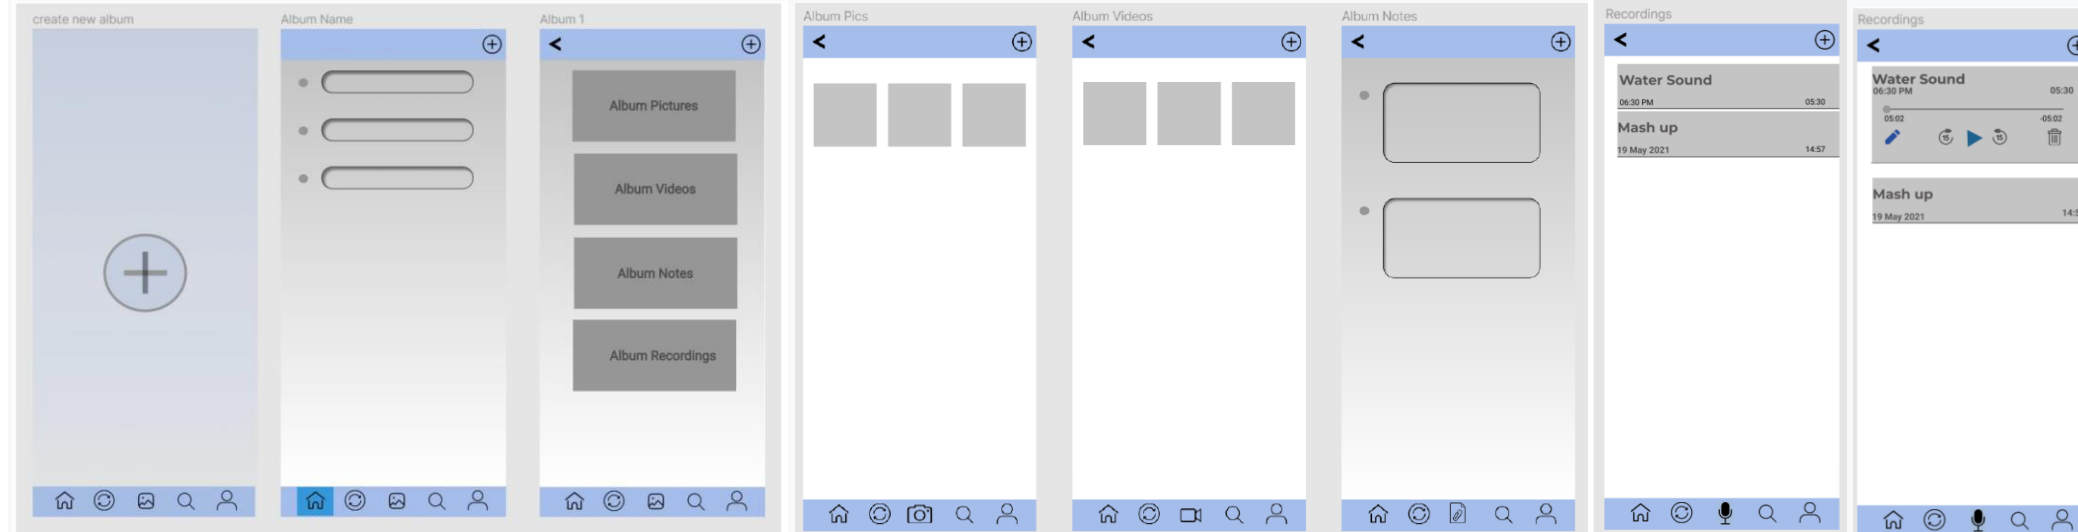 create new album
Album Name
Album 1
Album Pictures
Album Videos
Album Notes
Album Recordings
Album Pics
Album Videos
Album Notes
Recordings
Water Sound
06:30 PM 05:30
Mash up
19 May 2021 14:57
Recordings
Water Sound
06:30 PM 05:30
05:02 -05:02
15 15
Mash up
19 May 2021